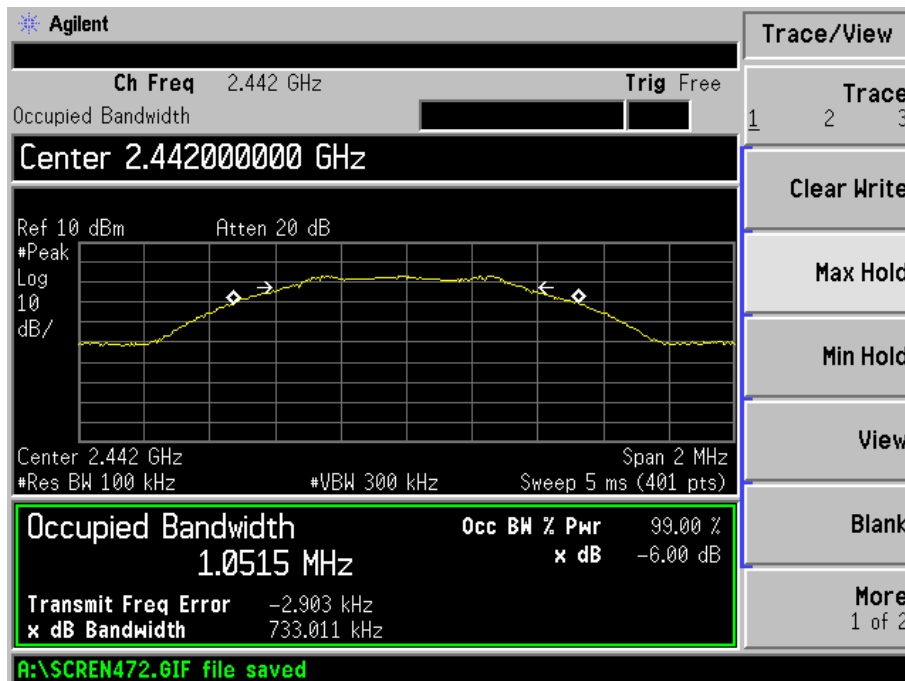 Agilent
Trace/View
Ch Freq 2.442 GHz Trig Free
Occupied Bandwidth
Trace
1 2 3
Center 2.442000000 GHz
Clear Write
Ref 10 dBm Atten 20 dB
#Peak
Log
10
dB/
Max Hold
Min Hold
View
Center 2.442 GHz Span 2 MHz
#Res BW 100 kHz #VBW 300 kHz Sweep 5 ms (401 pts)
Blank
Occupied Bandwidth Occ BW % Pwr 99.00 %
1.0515 MHz x dB -6.00 dB
Transmit Freq Error -2.903 kHz
x dB Bandwidth 733.011 kHz
More
1 of 2
A:\SCREN472.GIF file saved